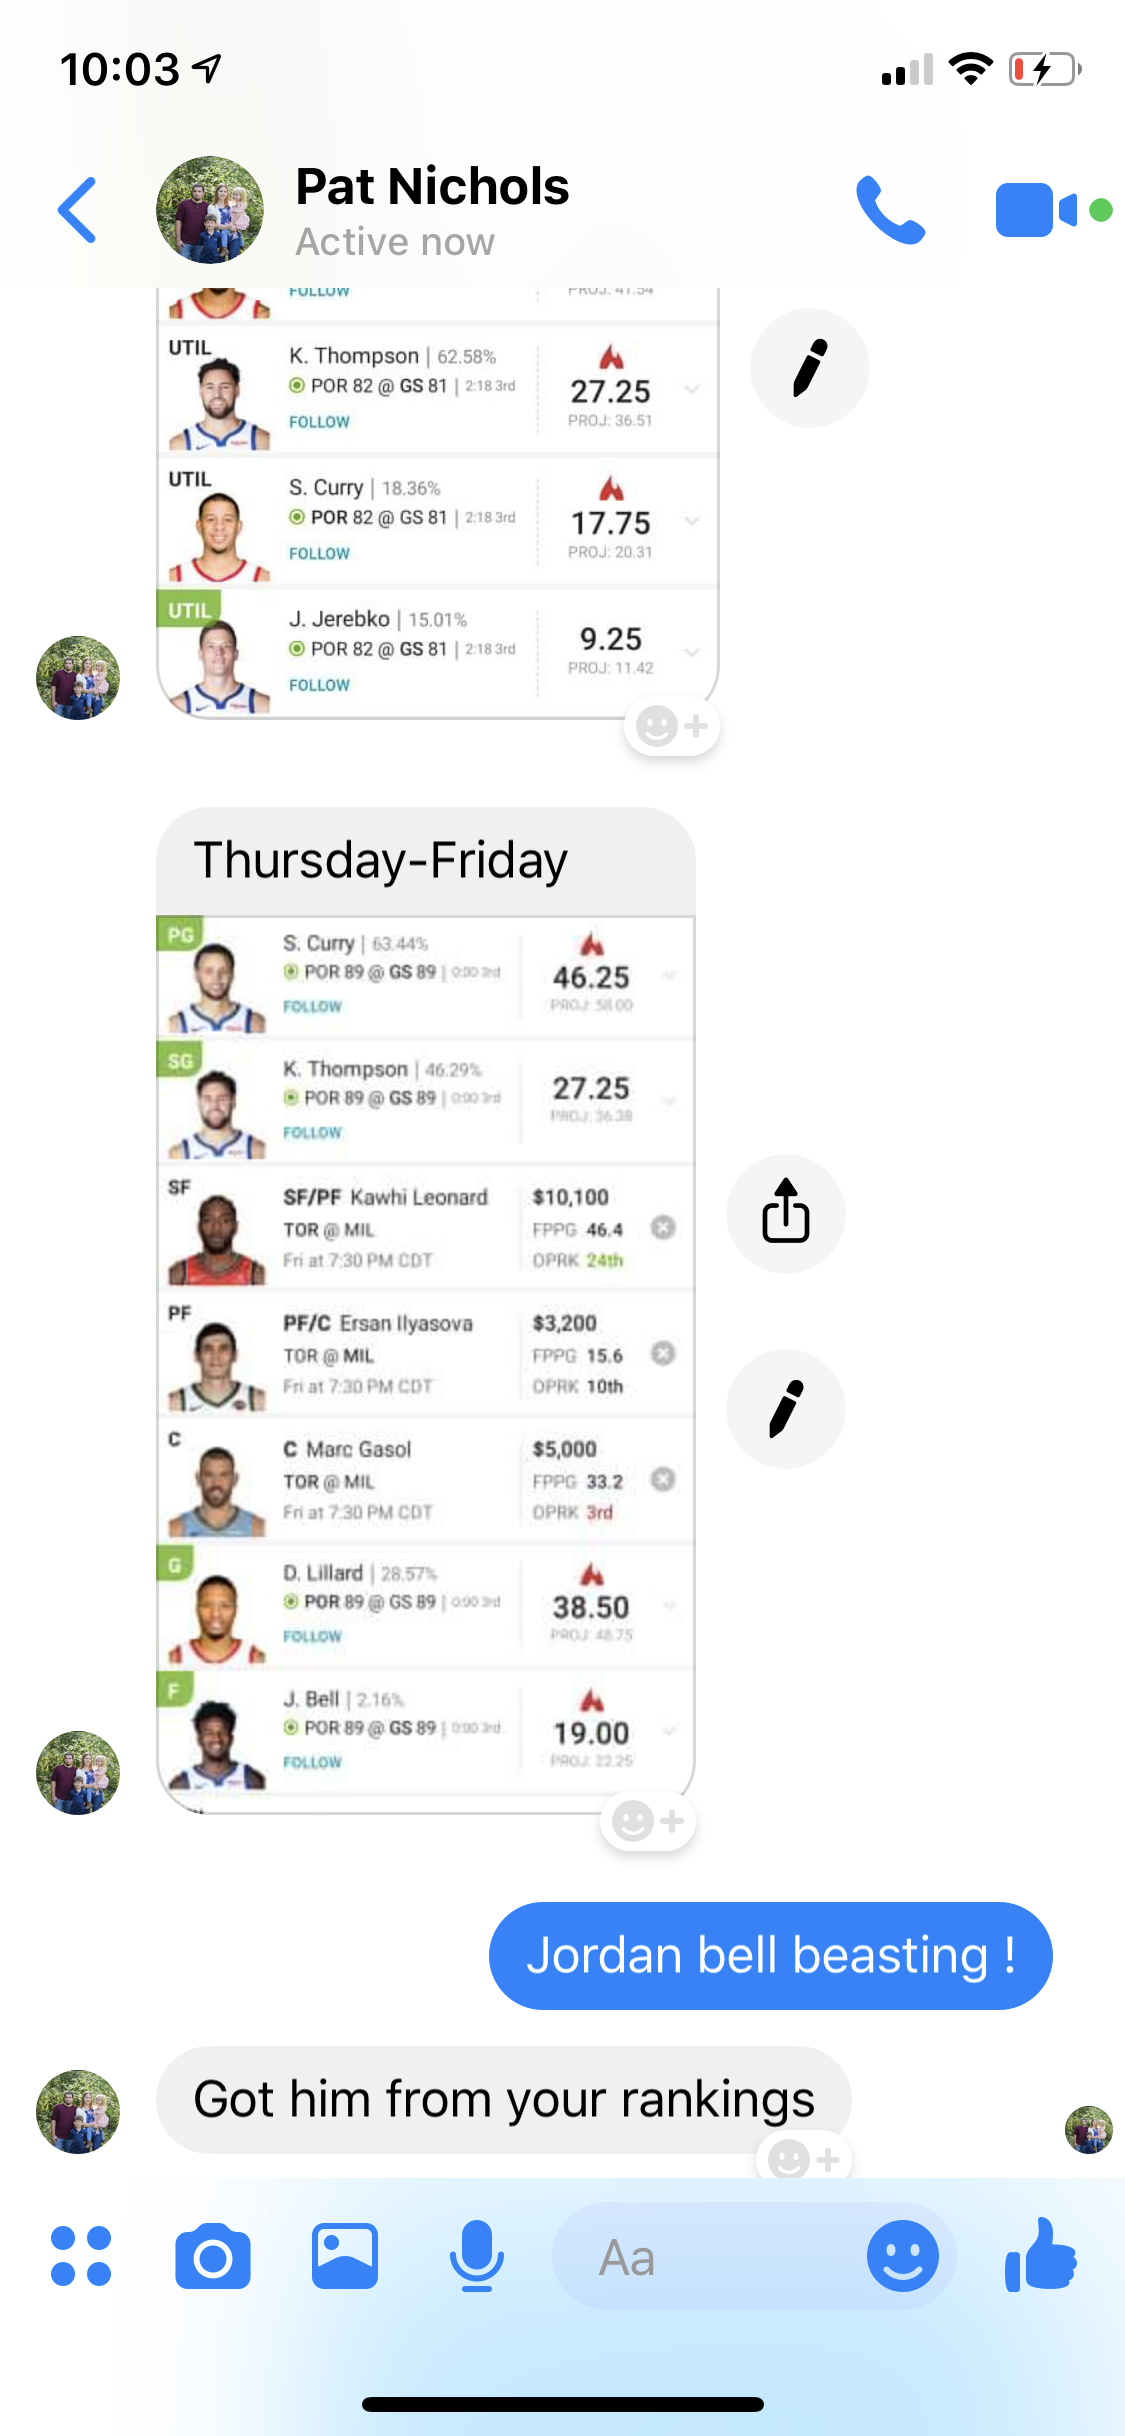 10:03
Pat Nichols
Active now
FOLLOW
PROJ: 41.54
UTIL
K. Thompson | 62.58%
POR 82 @ GS 81 | 2:18 3rd
FOLLOW
27.25
PROJ: 36.51
UTIL
S. Curry | 18.36%
POR 82 @ GS 81 | 2:18 3rd
FOLLOW
17.75
PROJ: 20.31
UTIL
J. Jerebko | 15.01%
POR 82 @ GS 81 | 2:18 3rd
FOLLOW
9.25
PROJ: 11.42
Thursday-Friday
PG
S. Curry | 63.44%
POR 89 @ GS 89 | 0:00 3rd
FOLLOW
46.25
PROJ: 58.00
SG
K. Thompson | 46.29%
POR 89 @ GS 89 | 0:00 3rd
FOLLOW
27.25
PROJ: 36.38
SF
SF/PF Kawhi Leonard
TOR @ MIL
Fri at 7:30 PM CDT
$10,100
FPPG 46.4
OPRK 24th
PF
PF/C Ersan Ilyasova
TOR @ MIL
Fri at 7:30 PM CDT
$3,200
FPPG 15.6
OPRK 10th
C
C Marc Gasol
TOR @ MIL
Fri at 7:30 PM CDT
$5,000
FPPG 33.2
OPRK 3rd
G
D. Lillard | 28.57%
POR 89 @ GS 89 | 0:00 3rd
FOLLOW
38.50
PROJ: 48.75
F
J. Bell | 2.16%
POR 89 @ GS 89 | 0:00 3rd
FOLLOW
19.00
PROJ: 22.25
Jordan bell beasting !
Got him from your rankings
Aa